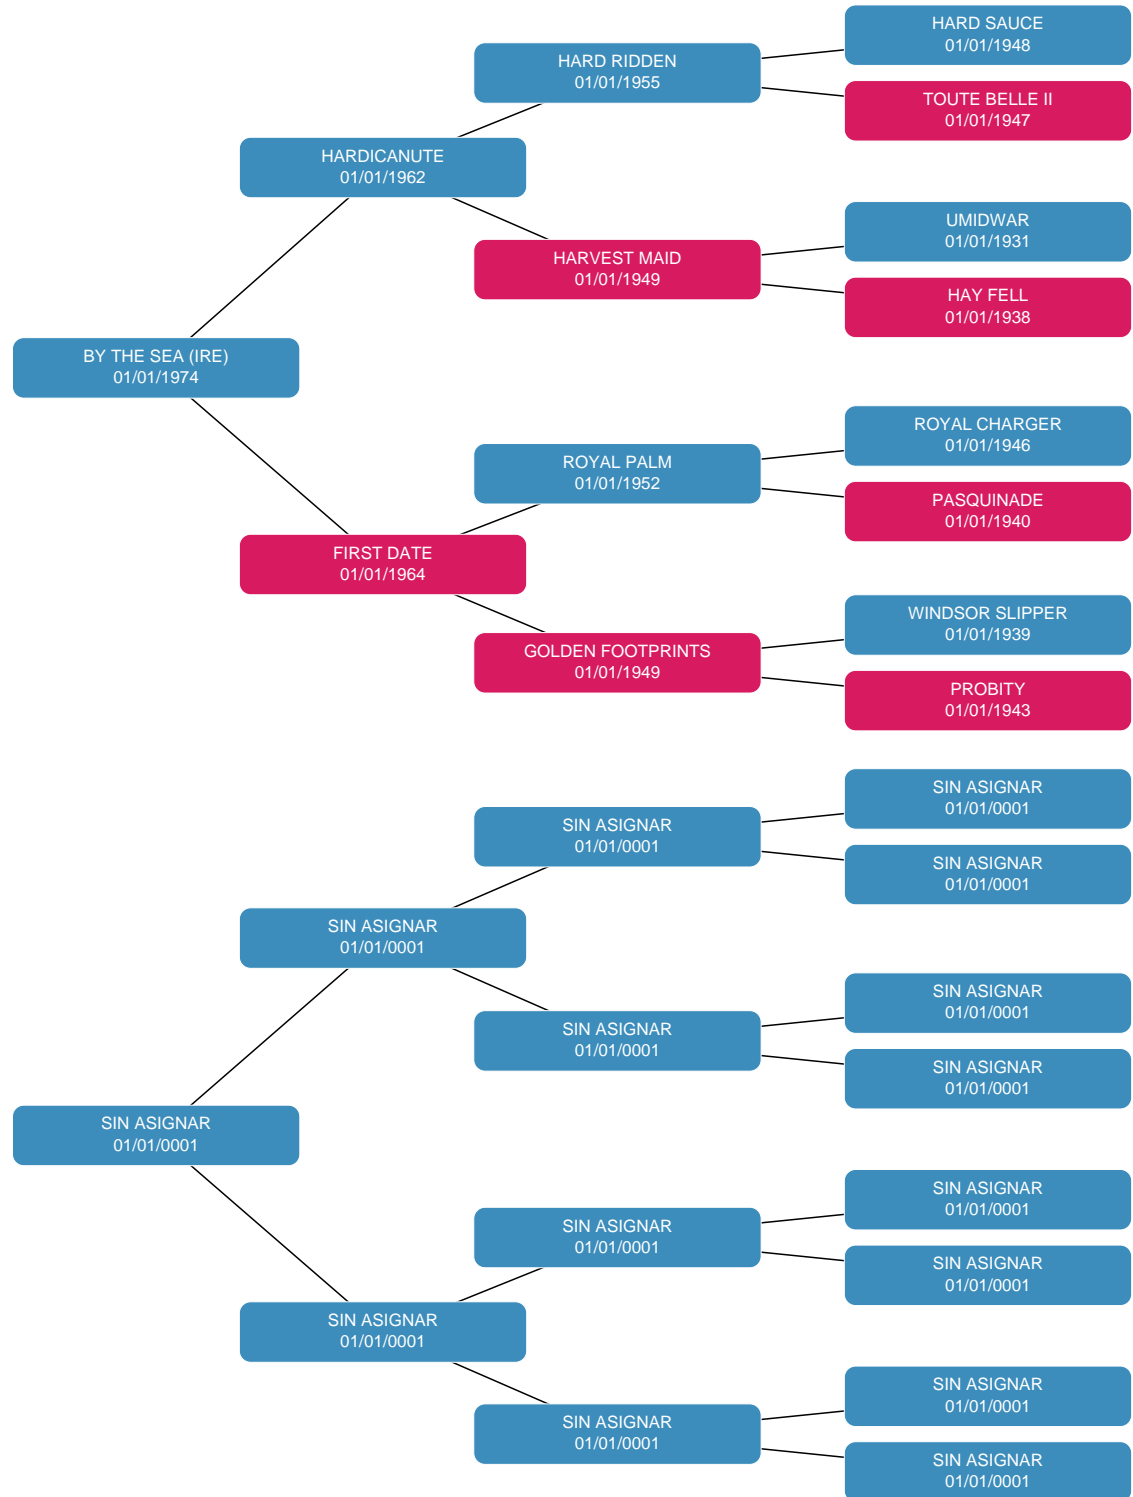 HARD SAUCE
01/01/1948
HARD RIDDEN
01/01/1955
TOUTE BELLE II
01/01/1947
HARDICANUTE
01/01/1962
UMIDWAR
01/01/1931
HARVEST MAID
01/01/1949
HAY FELL
01/01/1938
BY THE SEA (IRE)
01/01/1974
ROYAL CHARGER
01/01/1946
ROYAL PALM
01/01/1952
PASQUINADE
01/01/1940
FIRST DATE
01/01/1964
WINDSOR SLIPPER
01/01/1939
GOLDEN FOOTPRINTS
01/01/1949
PROBITY
01/01/1943
SIN ASIGNAR
01/01/0001
SIN ASIGNAR
01/01/0001
SIN ASIGNAR
01/01/0001
SIN ASIGNAR
01/01/0001
SIN ASIGNAR
01/01/0001
SIN ASIGNAR
01/01/0001
SIN ASIGNAR
01/01/0001
SIN ASIGNAR
01/01/0001
SIN ASIGNAR
01/01/0001
SIN ASIGNAR
01/01/0001
SIN ASIGNAR
01/01/0001
SIN ASIGNAR
01/01/0001
SIN ASIGNAR
01/01/0001
SIN ASIGNAR
01/01/0001
SIN ASIGNAR
01/01/0001